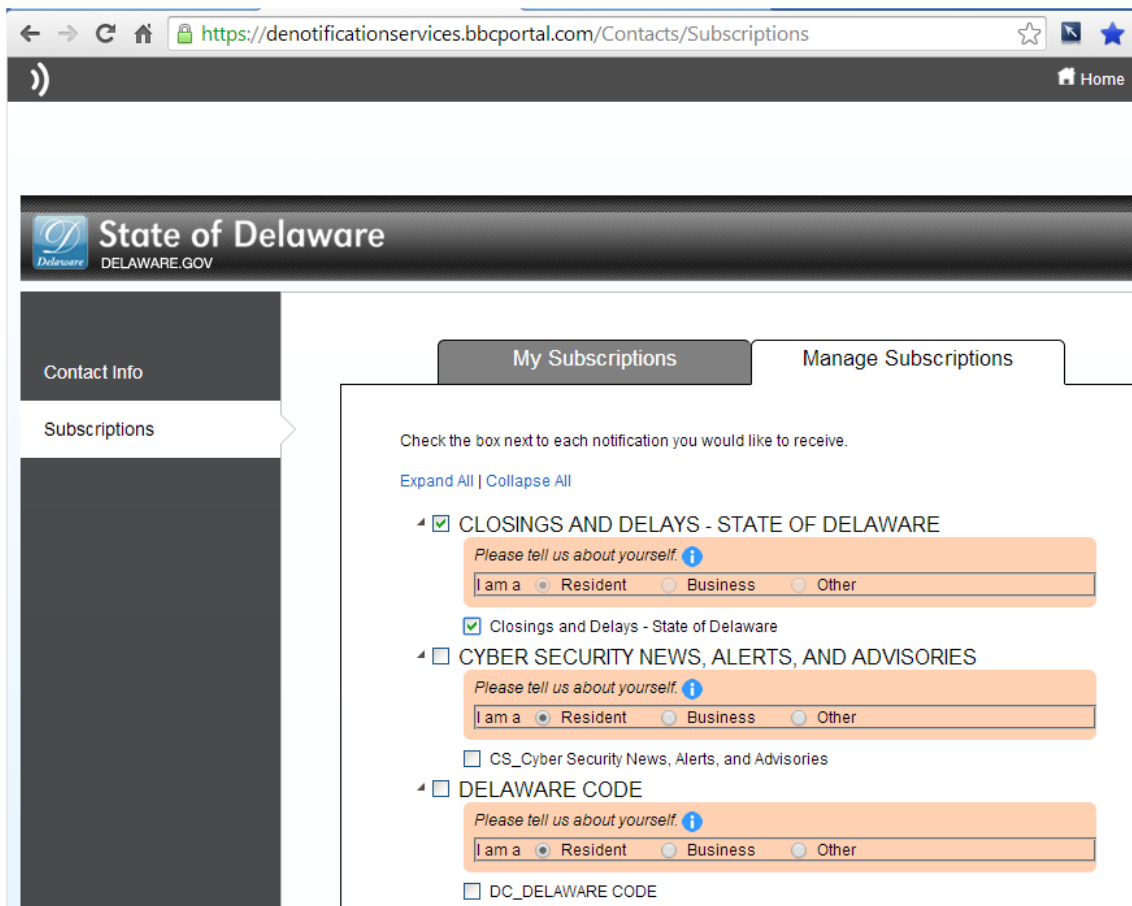 https://denotificationservices.bbcportal.com/Contacts/Subscriptions
Home
Delaware
State of Delaware
DELAWARE.GOV
Contact Info
Subscriptions
My Subscriptions
Manage Subscriptions
Check the box next to each notification you would like to receive.
Expand All | Collapse All
CLOSINGS AND DELAYS - STATE OF DELAWARE
Please tell us about yourself.
I am a Resident Business Other
Closings and Delays - State of Delaware
CYBER SECURITY NEWS, ALERTS, AND ADVISORIES
Please tell us about yourself.
I am a Resident Business Other
CS_Cyber Security News, Alerts, and Advisories
DELAWARE CODE
Please tell us about yourself.
I am a Resident Business Other
DC_DELAWARE CODE